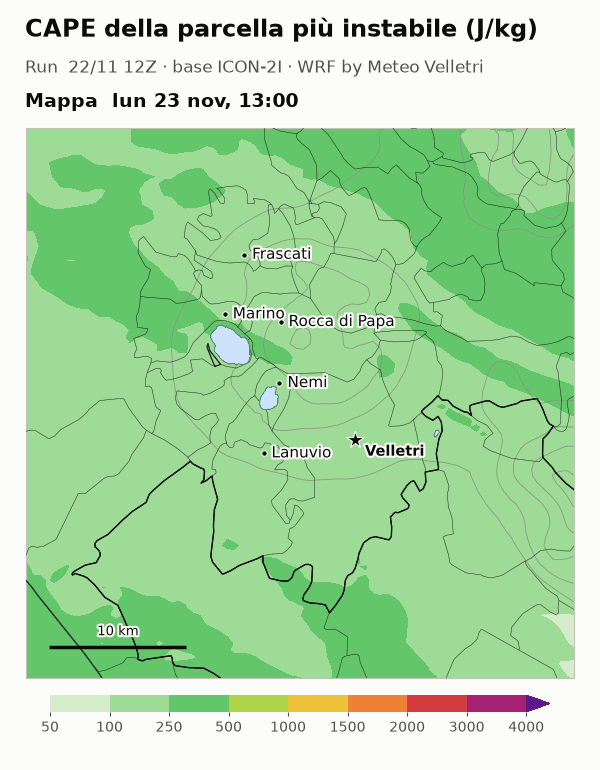 CAPE della parcella più instabile (J/kg)
Run  22/11 12Z · base ICON-2I · WRF by Meteo Velletri
Mappa  lun 23 nov, 13:00
Frascati
Marino
Rocca di Papa
Nemi
Velletri
Lanuvio
10 km
50 100 250 500 1000 1500 2000 3000 4000